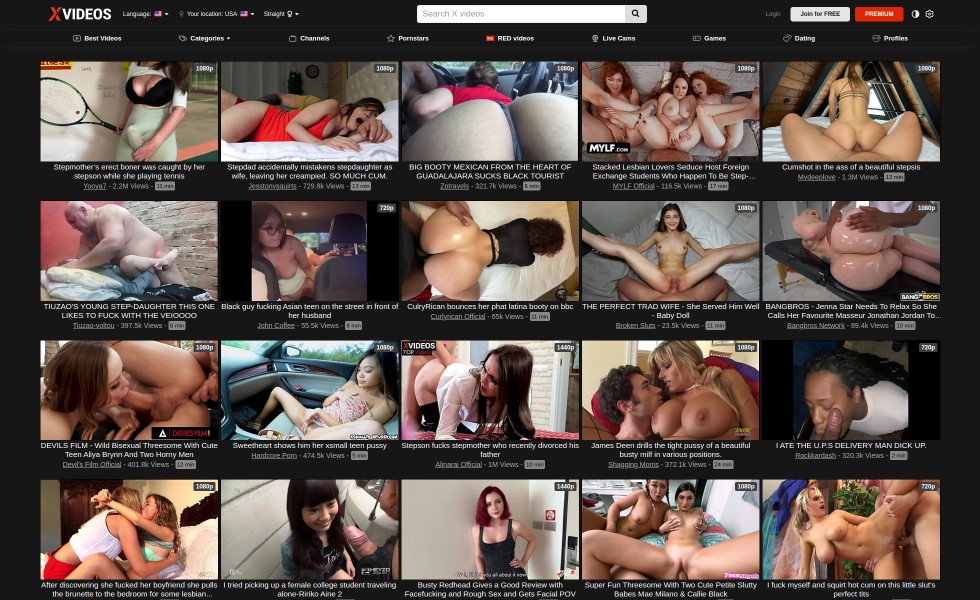 XVIDEOS
Language:
Your location: USA
Straight
Search X videos
Login
Join for FREE
PREMIUM
Best Videos
Categories
Channels
Pornstars
RED videos
Live Cams
Games
Dating
Profiles
1080p
1080p
1080p
1080p
1080p
MYLF.COM
Stepmother's erect boner was caught by her
stepson while she playing tennis
Yoova7 - 2.2M Views - 11 min
Stepdad accidentally mistakens stepdaughter as
wife, leaving her creampied. SO MUCH CUM.
Jesstonysquirts - 729.8k Views - 13 min
BIG BOOTY MEXICAN FROM THE HEART OF
GUADALAJARA SUCKS BLACK TOURIST
Zotravels - 321.7k Views - 8 min
Stacked Lesbian Lovers Seduce Host Foreign
Exchange Students Who Happen To Be Step-...
MYLF Official - 116.5k Views - 17 min
Cumshot in the ass of a beautiful stepsis
Mydeeplove - 1.3M Views - 13 min
720p
1080p
1080p
BANGBROS
TIUZAO'S YOUNG STEP-DAUGHTER THIS ONE
LIKES TO FUCK WITH THE VEIOOOO
Tiuzao-voltou - 397.5k Views - 6 min
Black guy fucking Asian teen on the street in front of
her husband
John Coffee - 55.5k Views - 6 min
CulryRican bounces her phat latina booty on bbc
Curlyrican Official - 65k Views - 11 min
THE PERFECT TRAD WIFE - She Served Him Well
- Baby Doll
Broken Sluts - 23.5k Views - 11 min
BANGBROS - Jenna Star Needs To Relax So She
Calls Her Favourite Masseur Jonathan Jordan To...
Bangbros Network - 89.4k Views - 10 min
1080p
1080p
XVIDEOS
1440p
1080p
720p
DEVILS FILM
DEVILS FILM - Wild Bisexual Threesome With Cute
Teen Aliya Brynn And Two Horny Men
Devil's Film Official - 401.8k Views - 12 min
Sweetheart shows him her xsmall teen pussy
Hardcore Porn - 474.5k Views - 5 min
Stepson fucks stepmother who recently divorced his
father
Alinarai Official - 1M Views - 10 min
James Deen drills the tight pussy of a beautiful
busty milf in various positions.
Shagging Moms - 372.1k Views - 24 min
I ATE THE U.P.S DELIVERY MAN DICK UP.
Rockkardash - 320.3k Views - 2 min
1080p
1440p
1080p
720p
After discovering she fucked her boyfriend she pulls
the brunette to the bedroom for some lesbian...
I tried picking up a female college student traveling
alone-Ririko Aine 2
Busty Redhead Gives a Good Review with
Facefucking and Rough Sex and Gets Facial POV
Super Fun Threesome With Two Cute Petite Slutty
Babes Mae Milano & Callie Black
I fuck myself and squirt hot cum on this little slut's
perfect tits